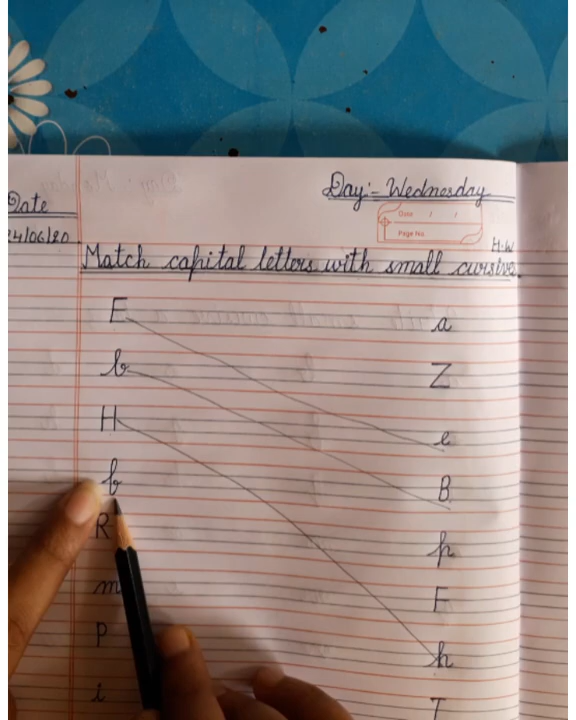 Day:- Wednesday
Date
24/06/20
Date / /
Page No.
H.W
Match capital letters with small cursive.
E a
b Z
H e
f B
R p
m F
P h
i T